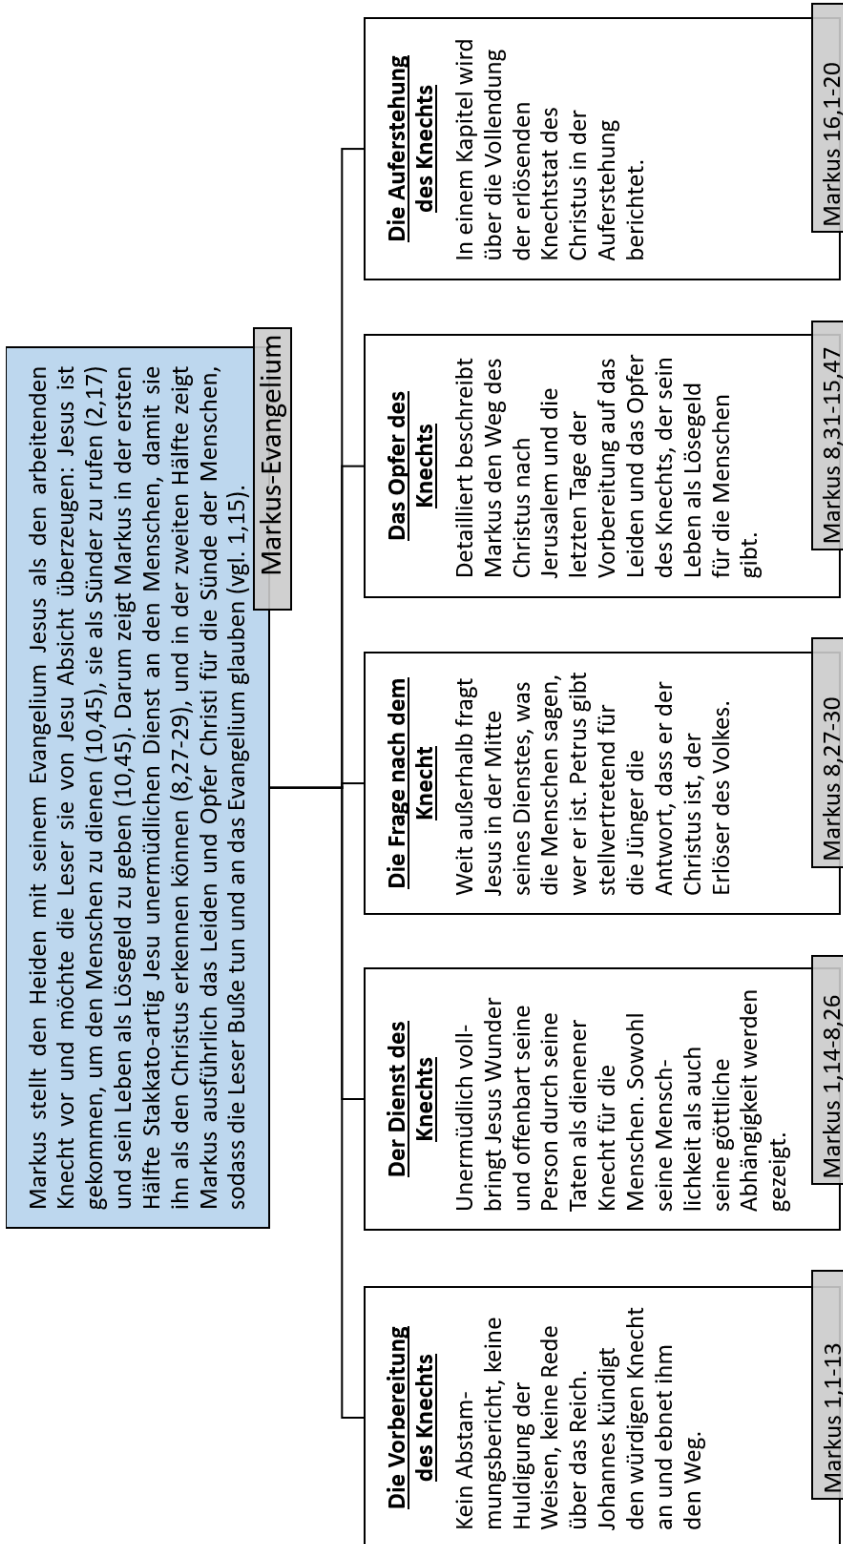 Markus stellt den Heiden mit seinem Evangelium Jesus als den arbeitenden
Knecht vor und möchte die Leser sie von Jesu Absicht überzeugen: Jesus ist
gekommen, um den Menschen zu dienen (10,45), sie als Sünder zu rufen (2,17)
und sein Leben als Lösegeld zu geben (10,45). Darum zeigt Markus in der ersten
Hälfte Stakkato-artig Jesu unermüdlichen Dienst an den Menschen, damit sie
ihn als den Christus erkennen können (8,27-29), und in der zweiten Hälfte zeigt
Markus ausführlich das Leiden und Opfer Christi für die Sünde der Menschen,
sodass die Leser Buße tun und an das Evangelium glauben (vgl. 1,15).
Markus-Evangelium
Die Vorbereitung
des Knechts
Kein Abstam-
mungsbericht, keine
Huldigung der
Weisen, keine Rede
über das Reich.
Johannes kündigt
den würdigen Knecht
an und ebnet ihm
den Weg.
Markus 1,1-13
Der Dienst des
Knechts
Unermüdlich voll-
bringt Jesus Wunder
und offenbart seine
Person durch seine
Taten als dienener
Knecht für die
Menschen. Sowohl
seine Mensch-
lichkeit als auch
seine göttliche
Abhängigkeit werden
gezeigt.
Markus 1,14-8,26
Die Frage nach dem
Knecht
Weit außerhalb fragt
Jesus in der Mitte
seines Dienstes, was
die Menschen sagen,
wer er ist. Petrus gibt
stellvertretend für
die Jünger die
Antwort, dass er der
Christus ist, der
Erlöser des Volkes.
Markus 8,27-30
Das Opfer des
Knechts
Detailliert beschreibt
Markus den Weg des
Christus nach
Jerusalem und die
letzten Tage der
Vorbereitung auf das
Leiden und das Opfer
des Knechts, der sein
Leben als Lösegeld
für die Menschen
gibt.
Markus 8,31-15,47
Die Auferstehung
des Knechts
In einem Kapitel wird
über die Vollendung
der erlösenden
Knechtstat des
Christus in der
Auferstehung
berichtet.
Markus 16,1-20